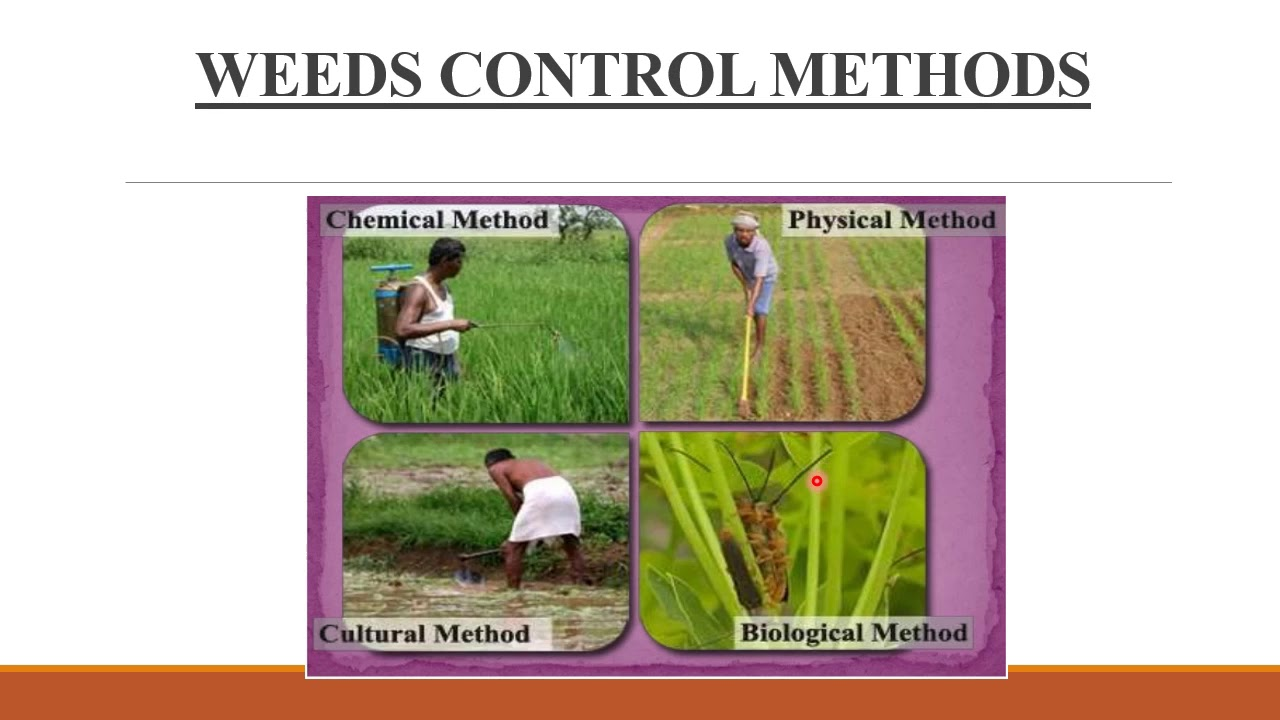 WEEDS CONTROL METHODS
Chemical Method
Physical Method
Cultural Method
Biological Method